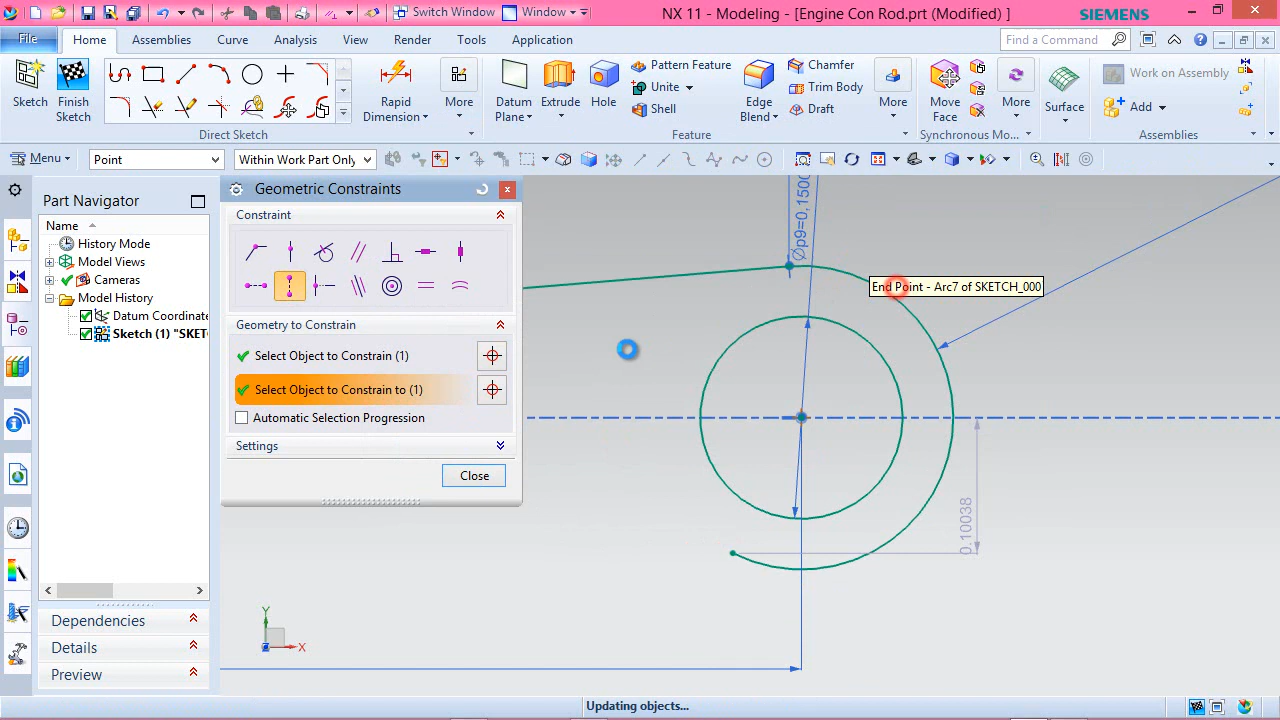 Switch Window Window NX 11 - Modeling - [Engine Con Rod.prt (Modified) ] SIEMENS
File Home Assemblies Curve Analysis View Render Tools Application Find a Command
Sketch Finish Sketch Rapid Dimension More Datum Plane Extrude Hole Pattern Feature Unite Shell Edge Blend Chamfer Trim Body Draft More Move Face More Surface Work on Assembly Add
Direct Sketch Feature Synchronous Mo... Assemblies
Menu Point Within Work Part Only
Part Navigator
Name
History Mode
Model Views
Cameras
Model History
Datum Coordinate
Sketch (1) "SKET
Dependencies
Details
Preview
Geometric Constraints
Constraint
Geometry to Constrain
Select Object to Constrain (1)
Select Object to Constrain to (1)
Automatic Selection Progression
Settings
Close
Øp9=0.1500
End Point - Arc7 of SKETCH_000
0.10038
Y
X
Updating objects...